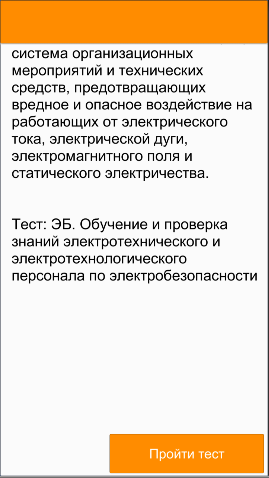 система организационных
мероприятий и технических
средств, предотвращающих
вредное и опасное воздействие на
работающих от электрического
тока, электрической дуги,
электромагнитного поля и
статического электричества.
Тест: ЭБ. Обучение и проверка
знаний электротехнического и
электротехнологического
персонала по электробезопасности
Пройти тест